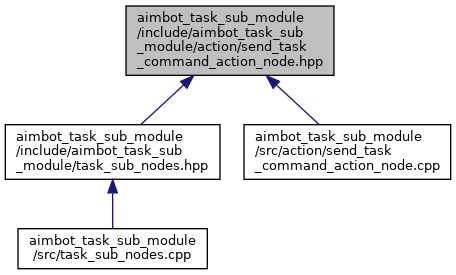 aimbot_task_sub_module
/include/aimbot_task_sub
_module/action/send_task
_command_action_node.hpp
aimbot_task_sub_module
/include/aimbot_task_sub
_module/task_sub_nodes.hpp
aimbot_task_sub_module
/src/action/send_task
_command_action_node.cpp
aimbot_task_sub_module
/src/task_sub_nodes.cpp